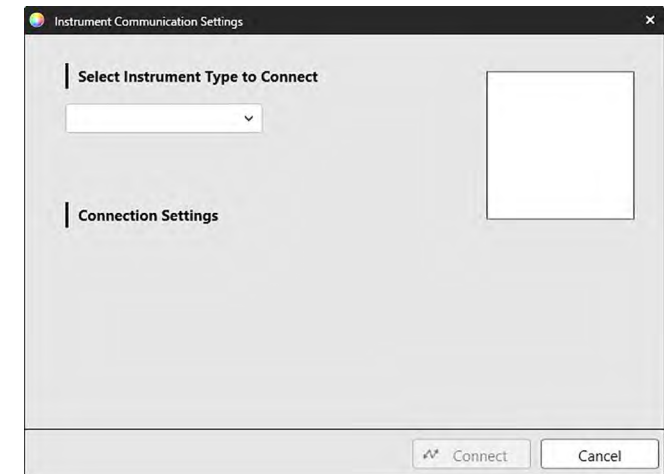 Instrument Communication Settings
Select Instrument Type to Connect
Connection Settings
Connect
Cancel